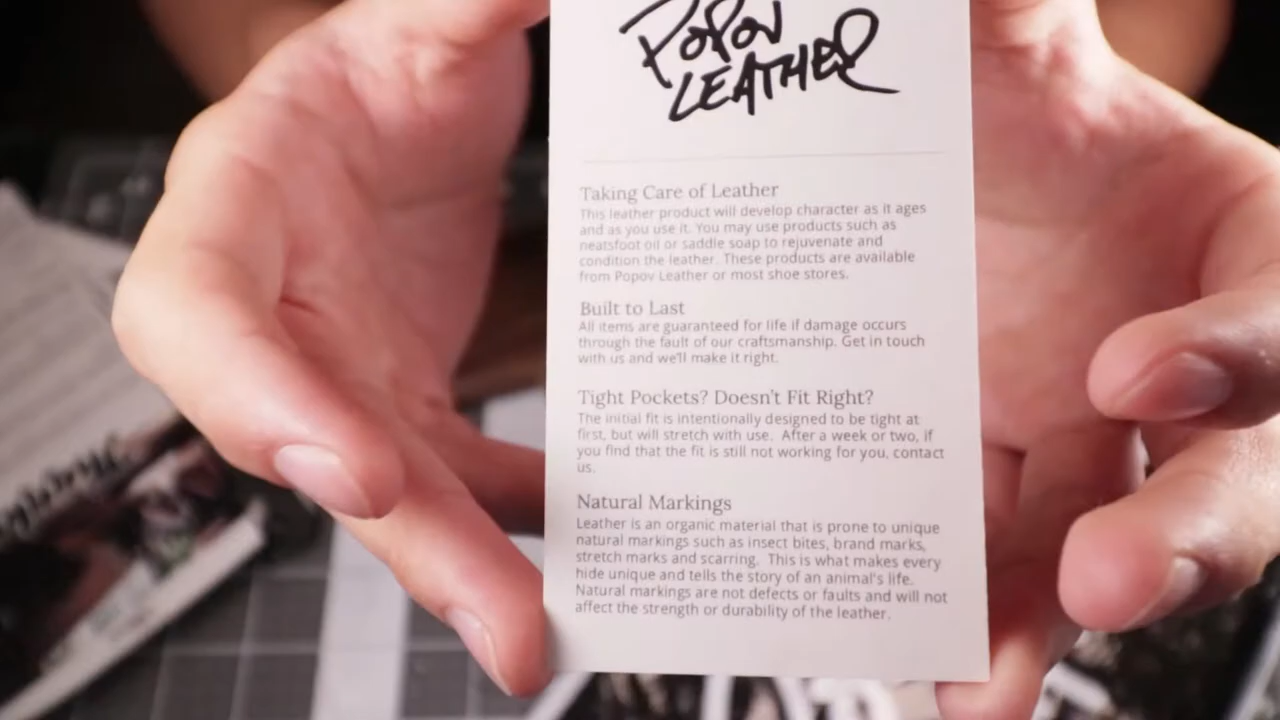 POPOV
LEATHER
Taking Care of Leather
This leather product will develop character as it ages
and as you use it. You may use products such as
neatsfoot oil or saddle soap to rejuvenate and
condition the leather. These products are available
from Popov Leather or most shoe stores.
Built to Last
All items are guaranteed for life if damage occurs
through the fault of our craftsmanship. Get in touch
with us and we'll make it right.
Tight Pockets? Doesn't Fit Right?
The initial fit is intentionally designed to be tight at
first, but will stretch with use. After a week or two, if
you find that the fit is still not working for you, contact
us.
Natural Markings
Leather is an organic material that is prone to unique
natural markings such as insect bites, brand marks,
stretch marks and scarring. This is what makes every
hide unique and tells the story of an animal's life.
Natural markings are not defects or faults and will not
affect the strength or durability of the leather.